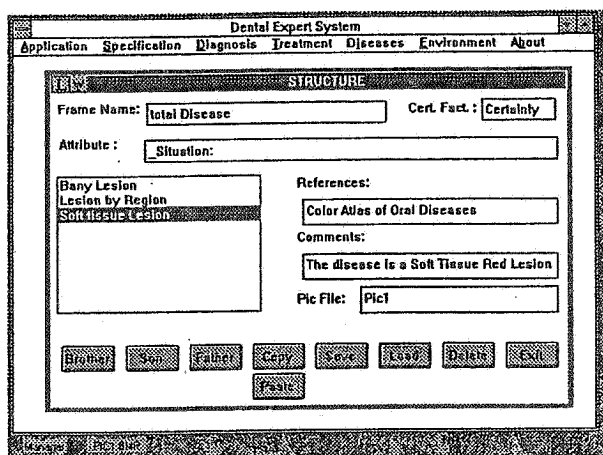 Dental Expert System
Application Specification Diagnosis Treatment Diseases Environment About
STRUCTURE
Frame Name: total Disease Cert. Fact. : Certainty
Attribute : _Situation:
Bany Lesion
Lesion by Region
Soft tissue Lesion
References:
Color Atlas of Oral Diseases
Comments:
The disease is a Soft Tissue Red Lesion
Pic File: Pic1
Brother Son Father Copy Save Load Delete Exit
Paste